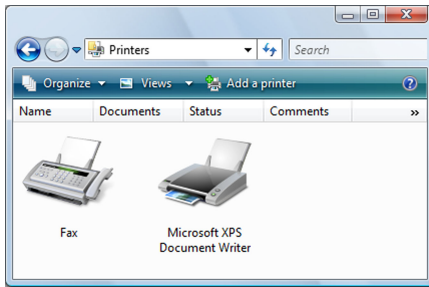 Printers
Search
Organize Views Add a printer ?
Name Documents Status Comments »
Fax
Microsoft XPS
Document Writer